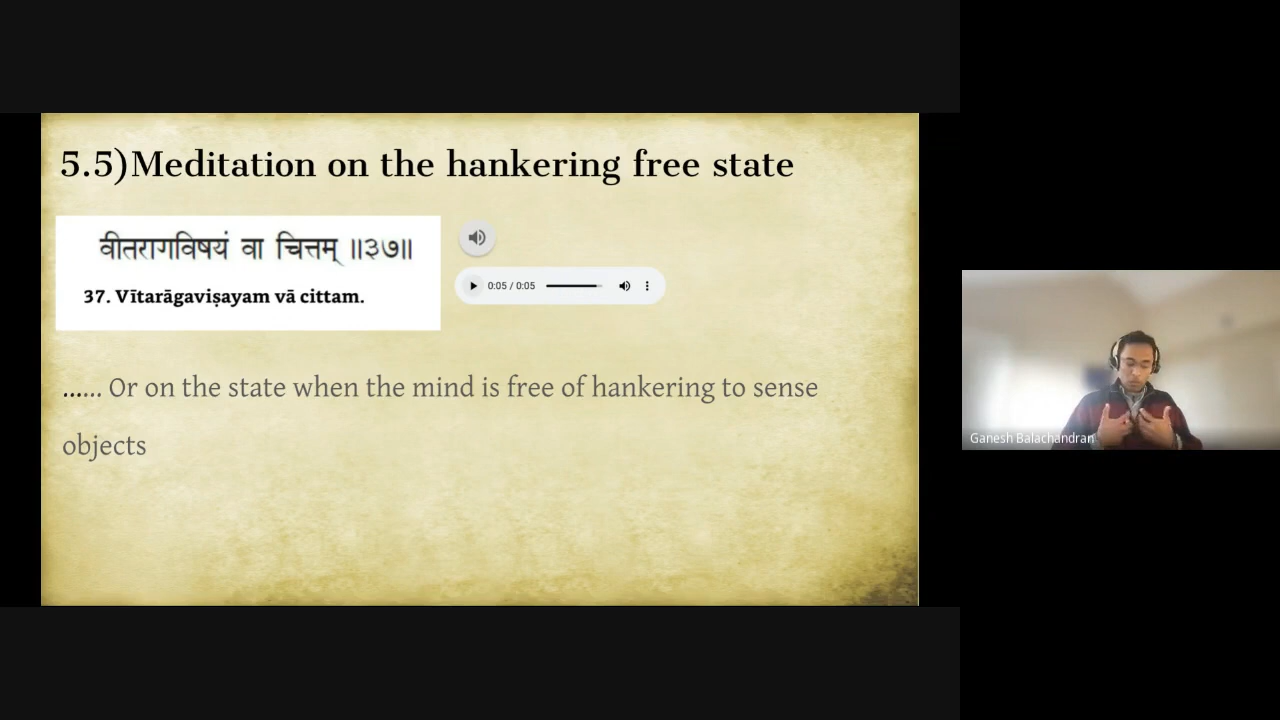 5.5)Meditation on the hankering free state
वीतरागविषयं वा चित्तम् ॥३७॥
37. Vītarāgaviṣayam vā cittam.
0:05 / 0:05
...... Or on the state when the mind is free of hankering to sense
objects
Ganesh Balachandran